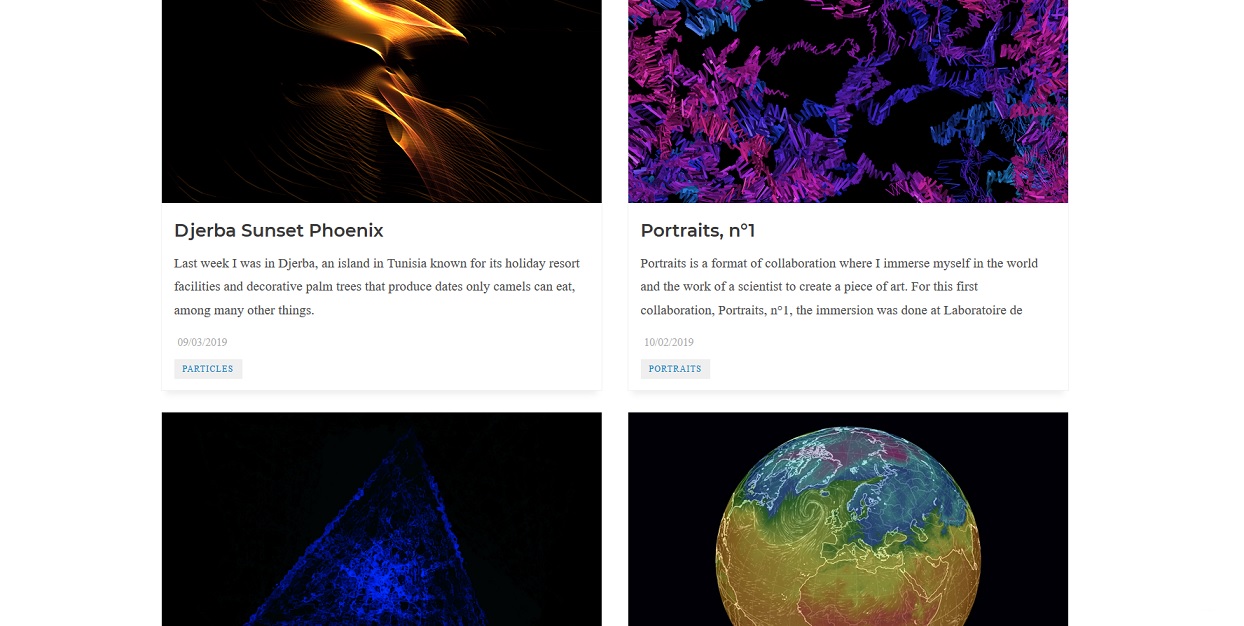 Djerba Sunset Phoenix
Last week I was in Djerba, an island in Tunisia known for its holiday resort
facilities and decorative palm trees that produce dates only camels can eat,
among many other things.
09/03/2019
PARTICLES
Portraits, n°1
Portraits is a format of collaboration where I immerse myself in the world
and the work of a scientist to create a piece of art. For this first
collaboration, Portraits, n°1, the immersion was done at Laboratoire de
10/02/2019
PORTRAITS